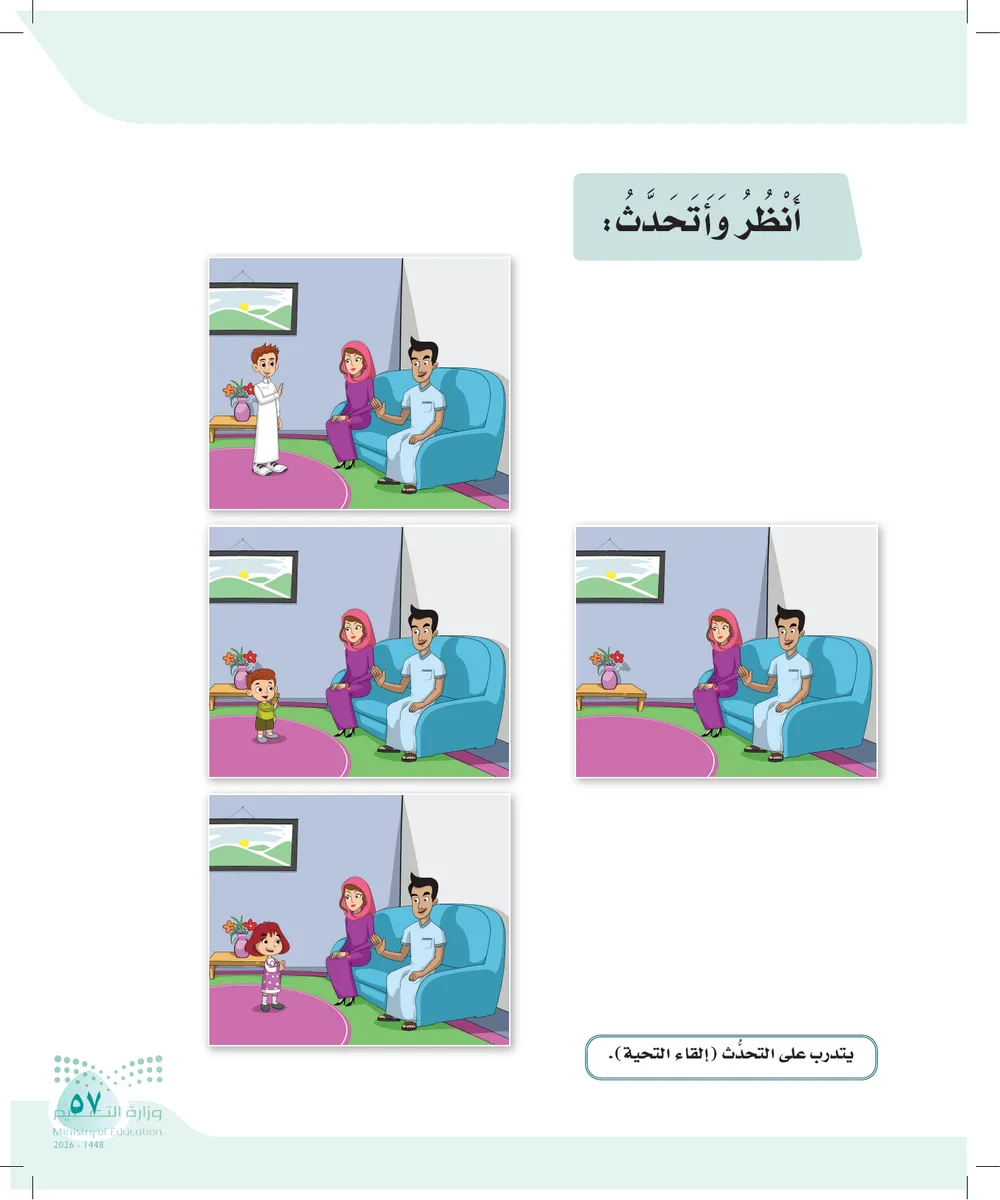 أَنْظُرُ وَأَتَحَدَّثُ:
يتدرب على التحدُّث (إلقاء التحية).
٥٧
وزارة التعليم
Ministry of Education
2026 - 1448